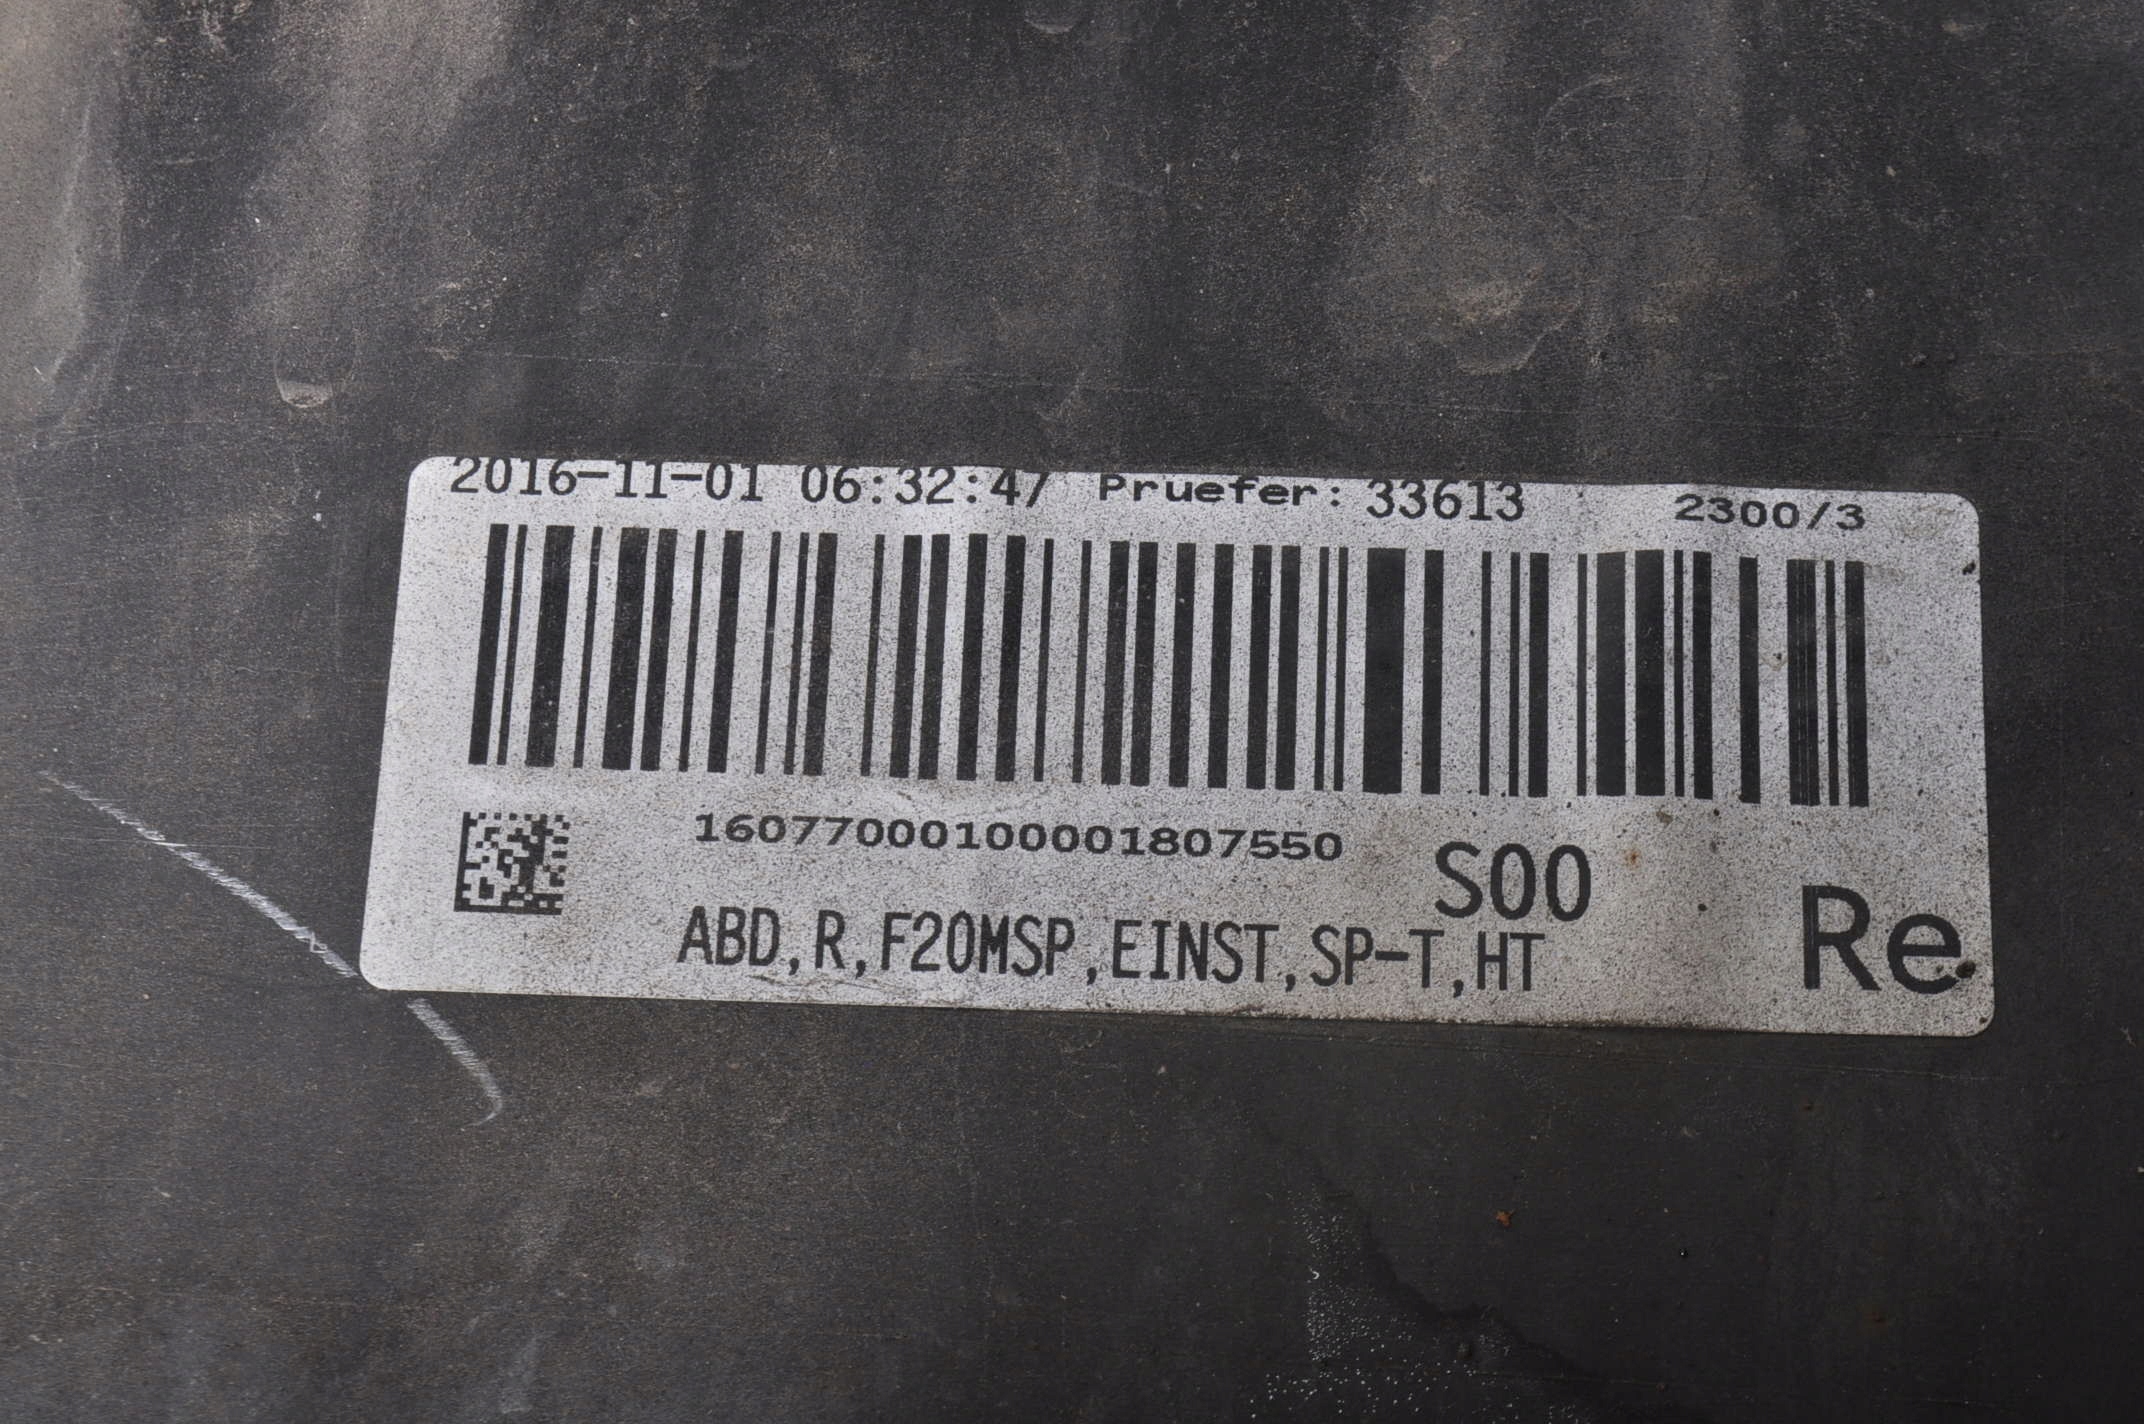 2016-11-01 06:32:47 Pruefer: 33613 2300/3
16077000100001807550 S00
ABD,R,F20MSP,EINST,SP-T,HT Re